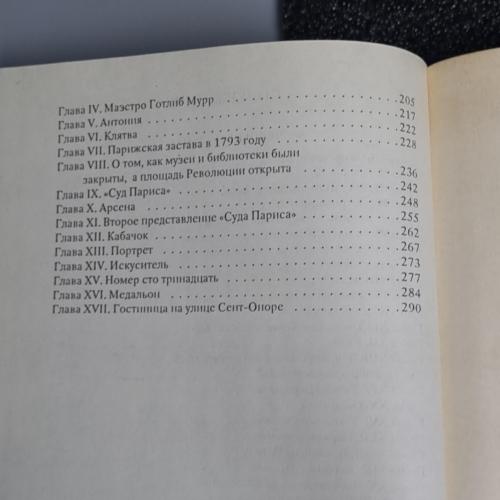 Глава IV. Маэстро Готлиб Мурр . . . . . . . . . . . . . . . . . . . . 205
Глава V. Антония . . . . . . . . . . . . . . . . . . . . . . . . . . . . 217
Глава VI. Клятва . . . . . . . . . . . . . . . . . . . . . . . . . . . . 222
Глава VII. Парижская застава в 1793 году . . . . . . . . . . . . . 228
Глава VIII. О том, как музеи и библиотеки были
закрыты, а площадь Революции открыта . . . . . . . . . . . 236
Глава IX. «Суд Париса» . . . . . . . . . . . . . . . . . . . . . . . . 242
Глава X. Арсена . . . . . . . . . . . . . . . . . . . . . . . . . . . . 248
Глава XI. Второе представление «Суда Париса» . . . . . . . . . . 255
Глава XII. Кабачок . . . . . . . . . . . . . . . . . . . . . . . . . . 262
Глава XIII. Портрет . . . . . . . . . . . . . . . . . . . . . . . . . . 267
Глава XIV. Искуситель . . . . . . . . . . . . . . . . . . . . . . . . 273
Глава XV. Номер сто тринадцать . . . . . . . . . . . . . . . . . . . 277
Глава XVI. Медальон . . . . . . . . . . . . . . . . . . . . . . . . . 284
Глава XVII. Гостиница на улице Сент-Оноре . . . . . . . . . . . . 290